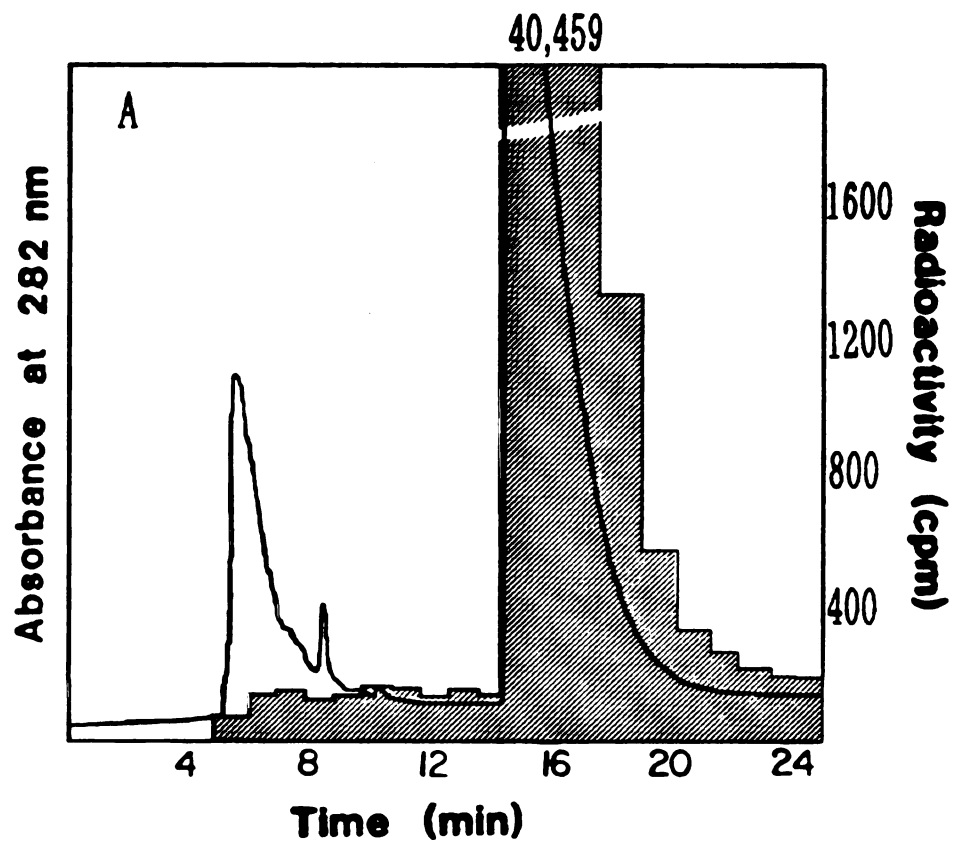 40,459
A
Absorbance at 282 nm
1600
1200
800
400
Radioactivity (cpm)
4 8 12 16 20 24
Time (min)